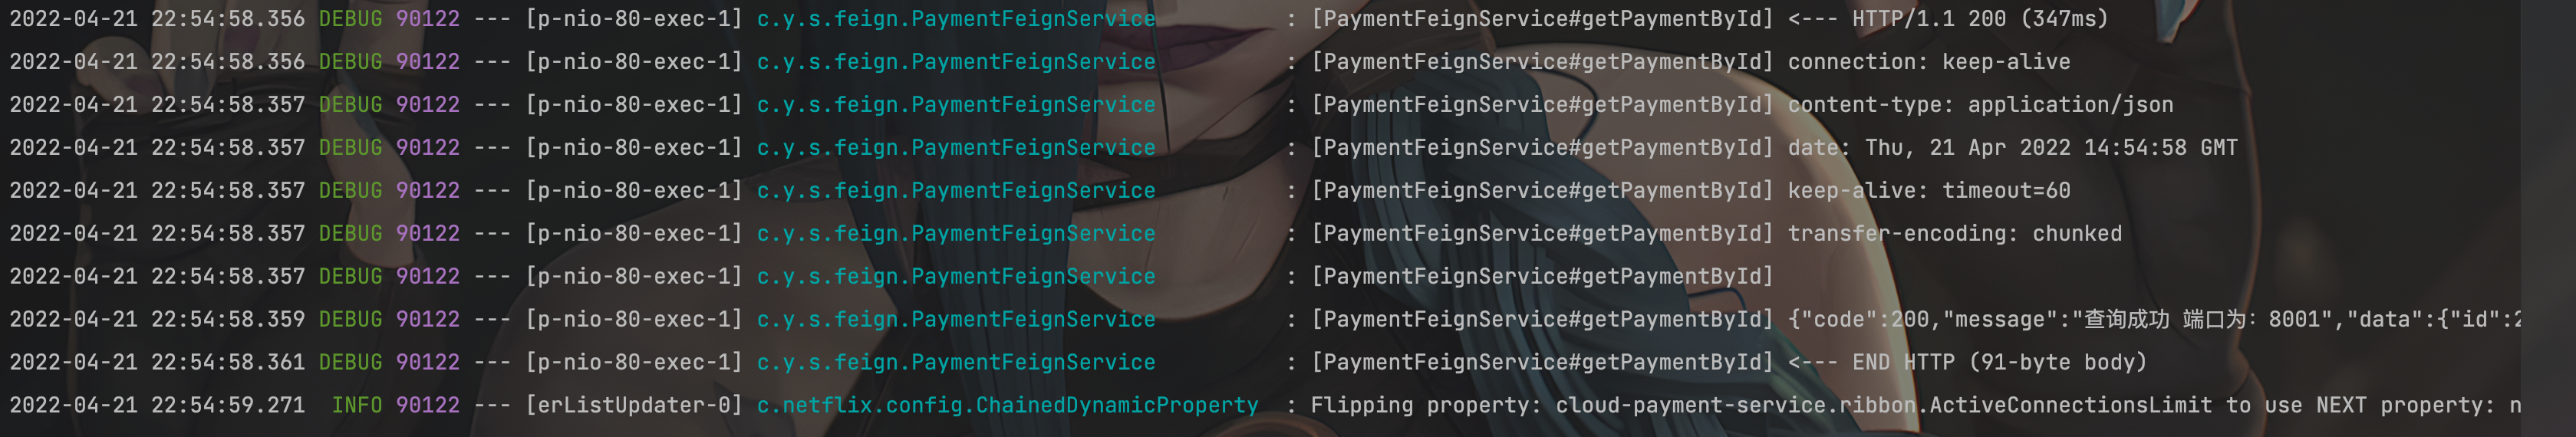 2022-04-21 22:54:58.356 DEBUG 90122 --- [p-nio-80-exec-1] c.y.s.feign.PaymentFeignService : [PaymentFeignService#getPaymentById] <--- HTTP/1.1 200 (347ms)
2022-04-21 22:54:58.356 DEBUG 90122 --- [p-nio-80-exec-1] c.y.s.feign.PaymentFeignService : [PaymentFeignService#getPaymentById] connection: keep-alive
2022-04-21 22:54:58.357 DEBUG 90122 --- [p-nio-80-exec-1] c.y.s.feign.PaymentFeignService : [PaymentFeignService#getPaymentById] content-type: application/json
2022-04-21 22:54:58.357 DEBUG 90122 --- [p-nio-80-exec-1] c.y.s.feign.PaymentFeignService : [PaymentFeignService#getPaymentById] date: Thu, 21 Apr 2022 14:54:58 GMT
2022-04-21 22:54:58.357 DEBUG 90122 --- [p-nio-80-exec-1] c.y.s.feign.PaymentFeignService : [PaymentFeignService#getPaymentById] keep-alive: timeout=60
2022-04-21 22:54:58.357 DEBUG 90122 --- [p-nio-80-exec-1] c.y.s.feign.PaymentFeignService : [PaymentFeignService#getPaymentById] transfer-encoding: chunked
2022-04-21 22:54:58.357 DEBUG 90122 --- [p-nio-80-exec-1] c.y.s.feign.PaymentFeignService : [PaymentFeignService#getPaymentById]
2022-04-21 22:54:58.359 DEBUG 90122 --- [p-nio-80-exec-1] c.y.s.feign.PaymentFeignService : [PaymentFeignService#getPaymentById] {"code":200,"message":"查询成功 端口为：8001","data":{"id":2
2022-04-21 22:54:58.361 DEBUG 90122 --- [p-nio-80-exec-1] c.y.s.feign.PaymentFeignService : [PaymentFeignService#getPaymentById] <--- END HTTP (91-byte body)
2022-04-21 22:54:59.271 INFO 90122 --- [erListUpdater-0] c.netflix.config.ChainedDynamicProperty : Flipping property: cloud-payment-service.ribbon.ActiveConnectionsLimit to use NEXT property: n